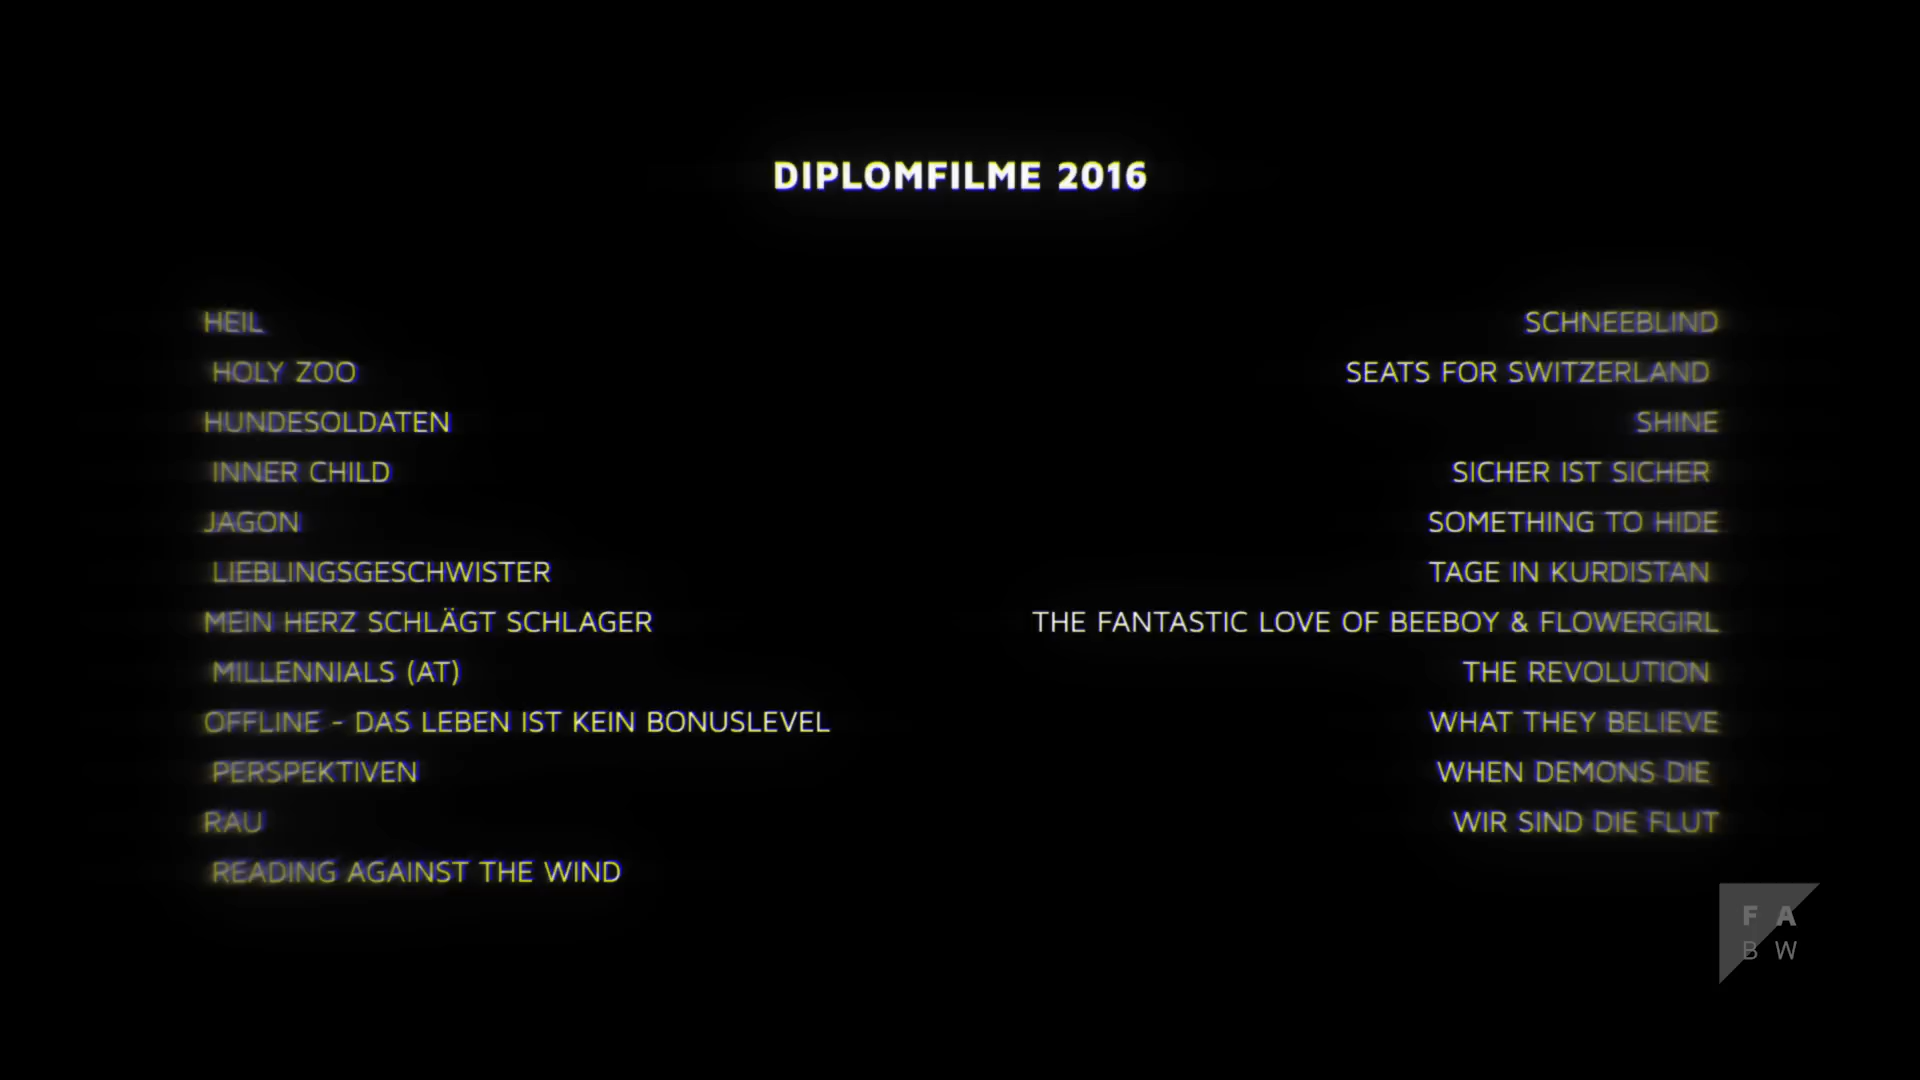 DIPLOMFILME 2016
HEIL
HOLY ZOO
HUNDESOLDATEN
INNER CHILD
JAGON
LIEBLINGSGESCHWISTER
MEIN HERZ SCHLÄGT SCHLAGER
MILLENNIALS (AT)
OFFLINE - DAS LEBEN IST KEIN BONUSLEVEL
PERSPEKTIVEN
RAU
READING AGAINST THE WIND
SCHNEEBLIND
SEATS FOR SWITZERLAND
SHINE
SICHER IST SICHER
SOMETHING TO HIDE
TAGE IN KURDISTAN
THE FANTASTIC LOVE OF BEEBOY & FLOWERGIRL
THE REVOLUTION
WHAT THEY BELIEVE
WHEN DEMONS DIE
WIR SIND DIE FLUT
F A
B W